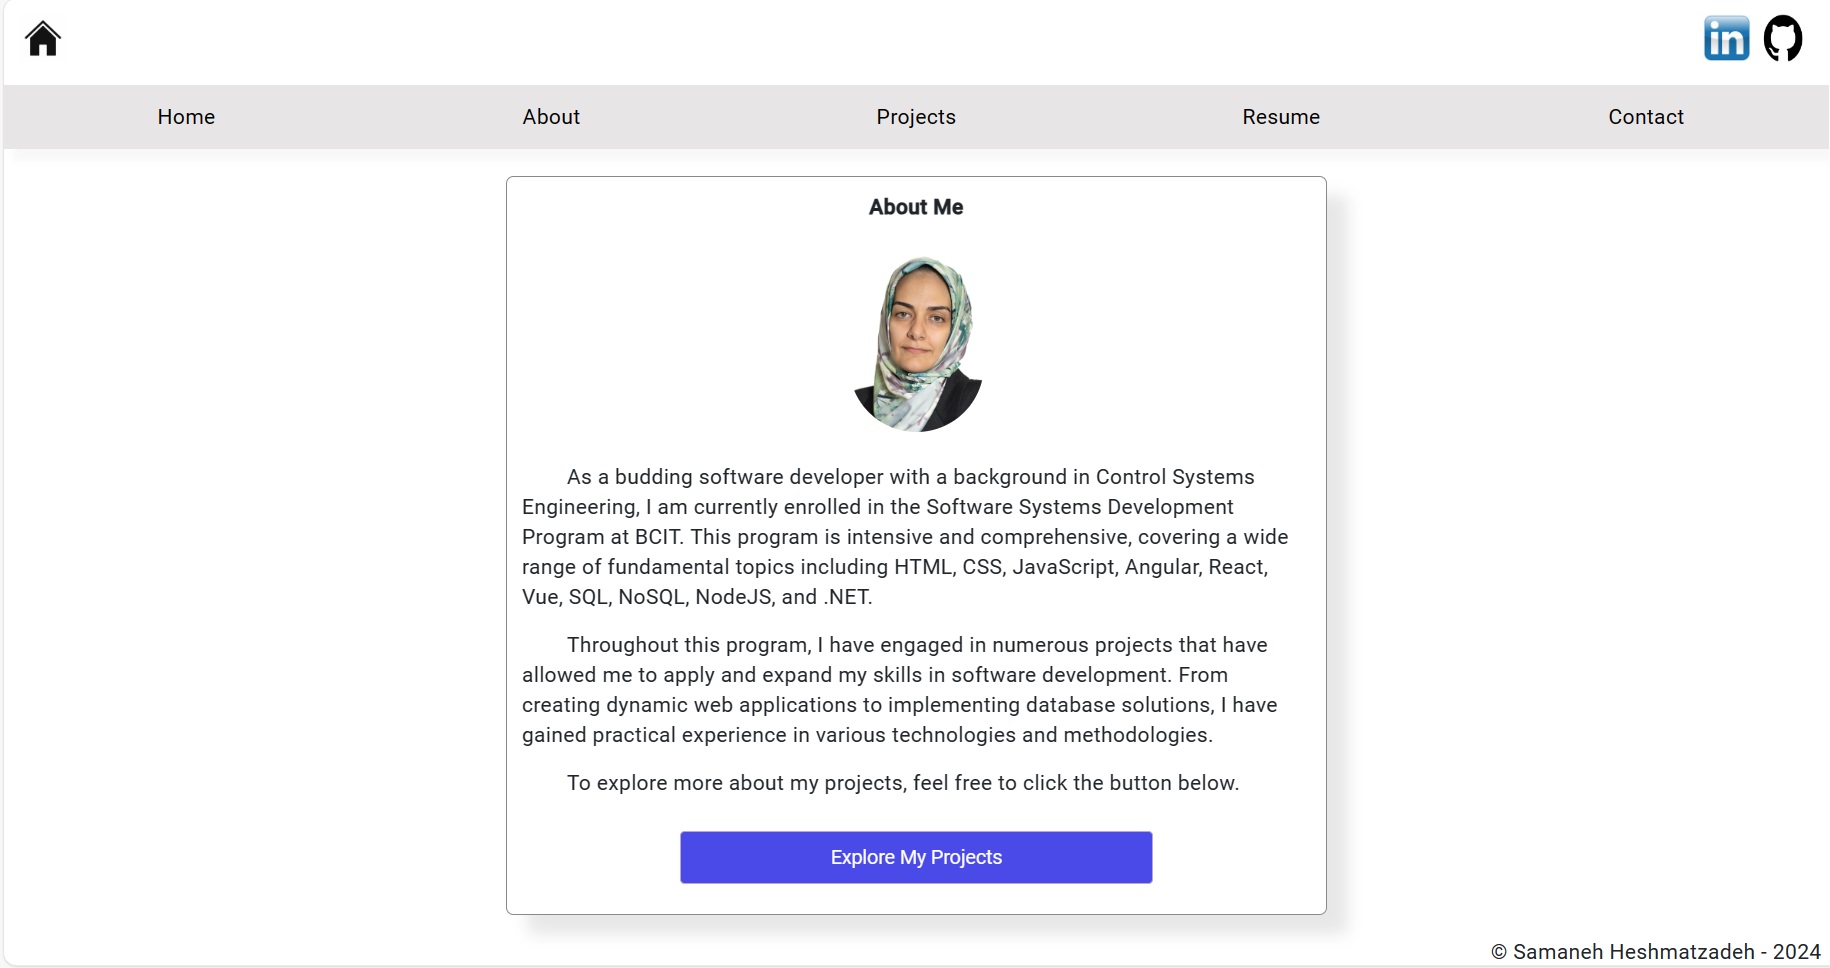 in
Home About Projects Resume Contact
About Me
As a budding software developer with a background in Control Systems
Engineering, I am currently enrolled in the Software Systems Development
Program at BCIT. This program is intensive and comprehensive, covering a wide
range of fundamental topics including HTML, CSS, JavaScript, Angular, React,
Vue, SQL, NoSQL, NodeJS, and .NET.
Throughout this program, I have engaged in numerous projects that have
allowed me to apply and expand my skills in software development. From
creating dynamic web applications to implementing database solutions, I have
gained practical experience in various technologies and methodologies.
To explore more about my projects, feel free to click the button below.
Explore My Projects
© Samaneh Heshmatzadeh - 2024